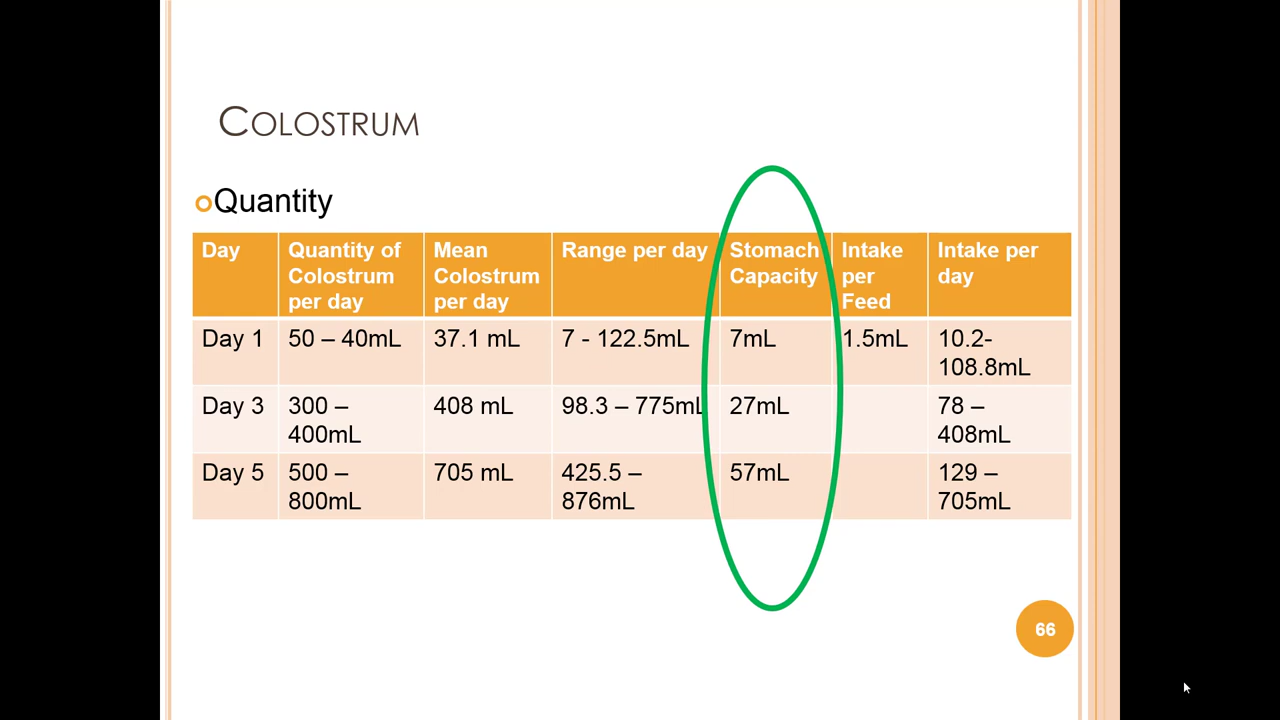 COLOSTRUM
Quantity
Day
Quantity of
Colostrum
per day
Mean
Colostrum
per day
Range per day
Stomach
Capacity
Intake
per
Feed
Intake per
day
Day 1
50 – 40mL
37.1 mL
7 - 122.5mL
7mL
1.5mL
10.2-
108.8mL
Day 3
300 –
400mL
408 mL
98.3 – 775mL
27mL
78 –
408mL
Day 5
500 –
800mL
705 mL
425.5 –
876mL
57mL
129 –
705mL
66